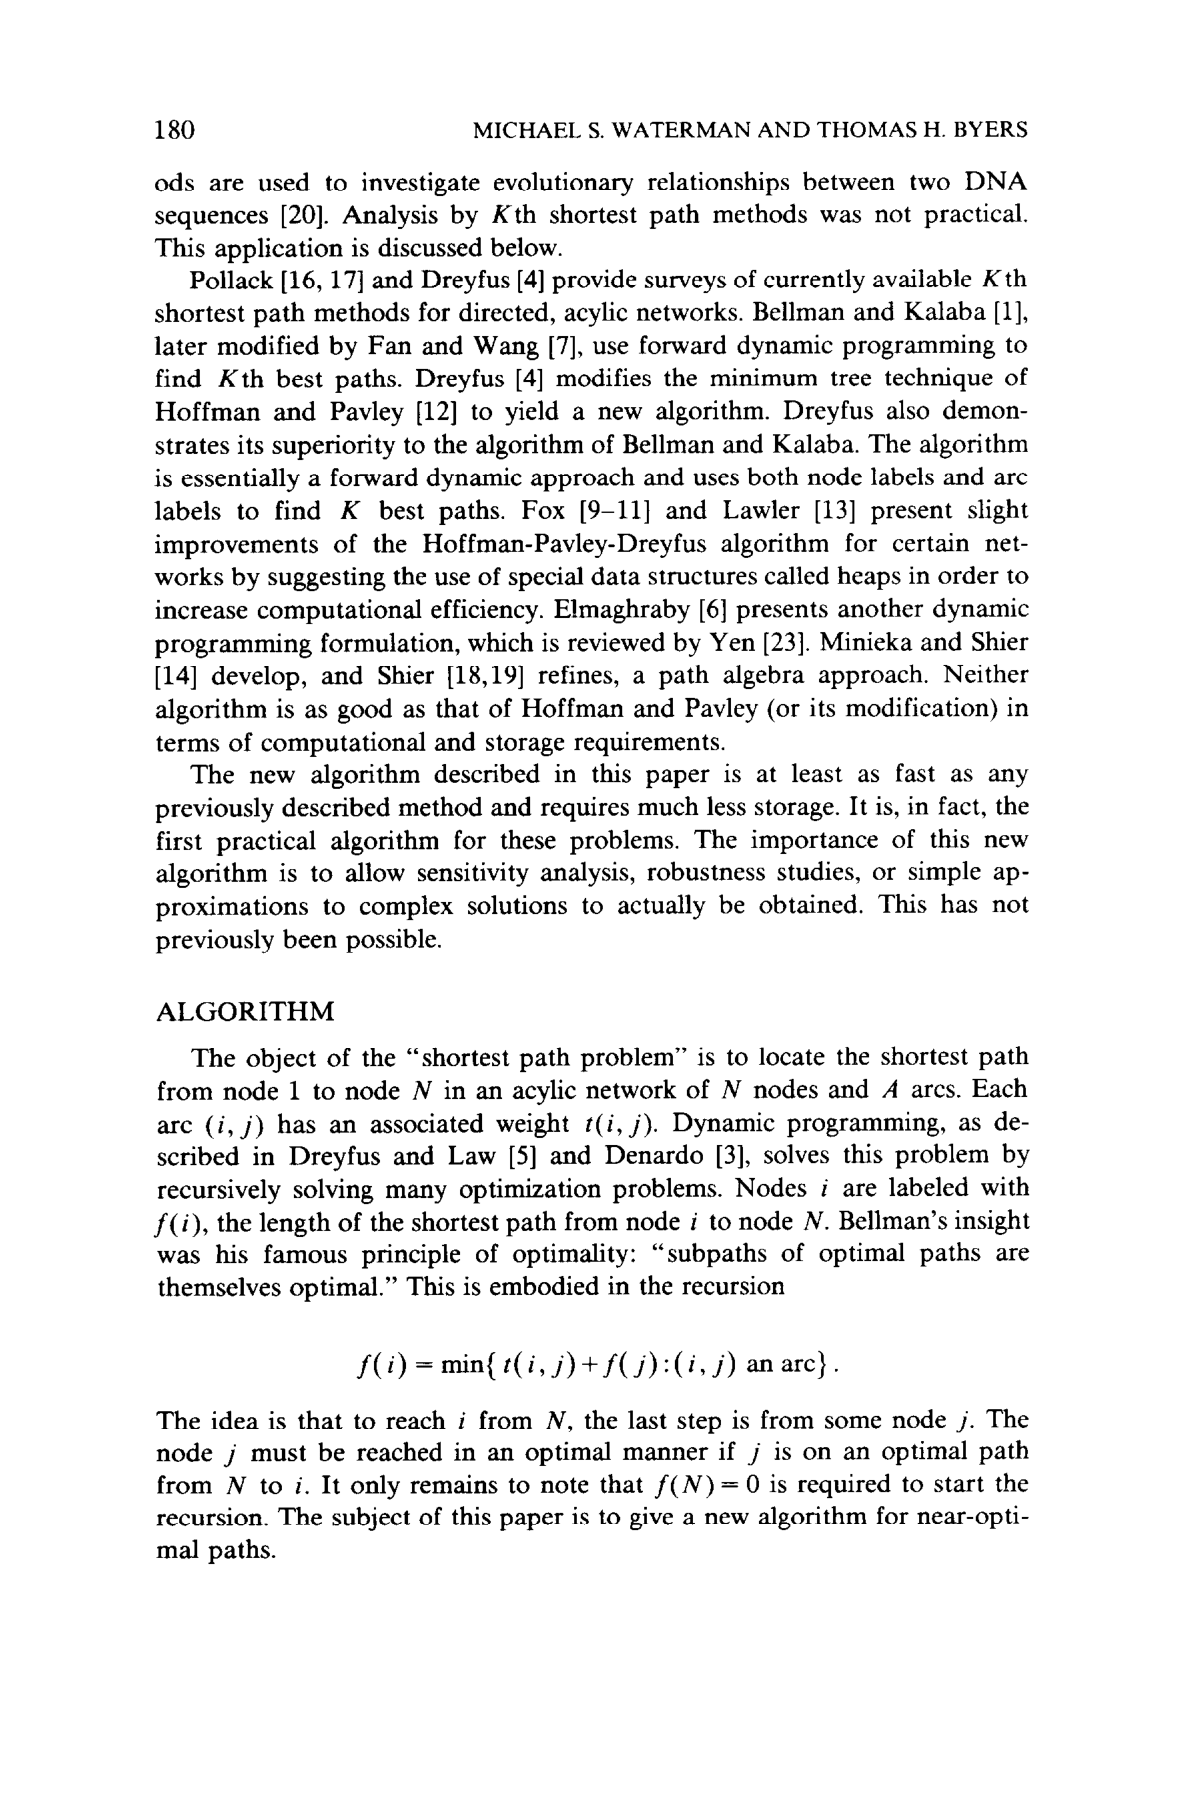 180 MICHAEL S. WATERMAN AND THOMAS H. BYERS
ods are used to investigate evolutionary relationships between two DNA
sequences [20]. Analysis by Kth shortest path methods was not practical.
This application is discussed below.
Pollack [16, 17] and Dreyfus [4] provide surveys of currently available Kth
shortest path methods for directed, acylic networks. Bellman and Kalaba [1],
later modified by Fan and Wang [7], use forward dynamic programming to
find Kth best paths. Dreyfus [4] modifies the minimum tree technique of
Hoffman and Pavley [12] to yield a new algorithm. Dreyfus also demon-
strates its superiority to the algorithm of Bellman and Kalaba. The algorithm
is essentially a forward dynamic approach and uses both node labels and arc
labels to find K best paths. Fox [9–11] and Lawler [13] present slight
improvements of the Hoffman-Pavley-Dreyfus algorithm for certain net-
works by suggesting the use of special data structures called heaps in order to
increase computational efficiency. Elmaghraby [6] presents another dynamic
programming formulation, which is reviewed by Yen [23]. Minieka and Shier
[14] develop, and Shier [18,19] refines, a path algebra approach. Neither
algorithm is as good as that of Hoffman and Pavley (or its modification) in
terms of computational and storage requirements.
The new algorithm described in this paper is at least as fast as any
previously described method and requires much less storage. It is, in fact, the
first practical algorithm for these problems. The importance of this new
algorithm is to allow sensitivity analysis, robustness studies, or simple ap-
proximations to complex solutions to actually be obtained. This has not
previously been possible.
ALGORITHM
The object of the “shortest path problem” is to locate the shortest path
from node 1 to node N in an acylic network of N nodes and A arcs. Each
arc (i, j) has an associated weight t(i, j). Dynamic programming, as de-
scribed in Dreyfus and Law [5] and Denardo [3], solves this problem by
recursively solving many optimization problems. Nodes i are labeled with
f(i), the length of the shortest path from node i to node N. Bellman’s insight
was his famous principle of optimality: “subpaths of optimal paths are
themselves optimal.” This is embodied in the recursion
f(i) = min{ t(i, j)+f(j):(i, j) an arc}.
The idea is that to reach i from N, the last step is from some node j. The
node j must be reached in an optimal manner if j is on an optimal path
from N to i. It only remains to note that f(N) = 0 is required to start the
recursion. The subject of this paper is to give a new algorithm for near-opti-
mal paths.